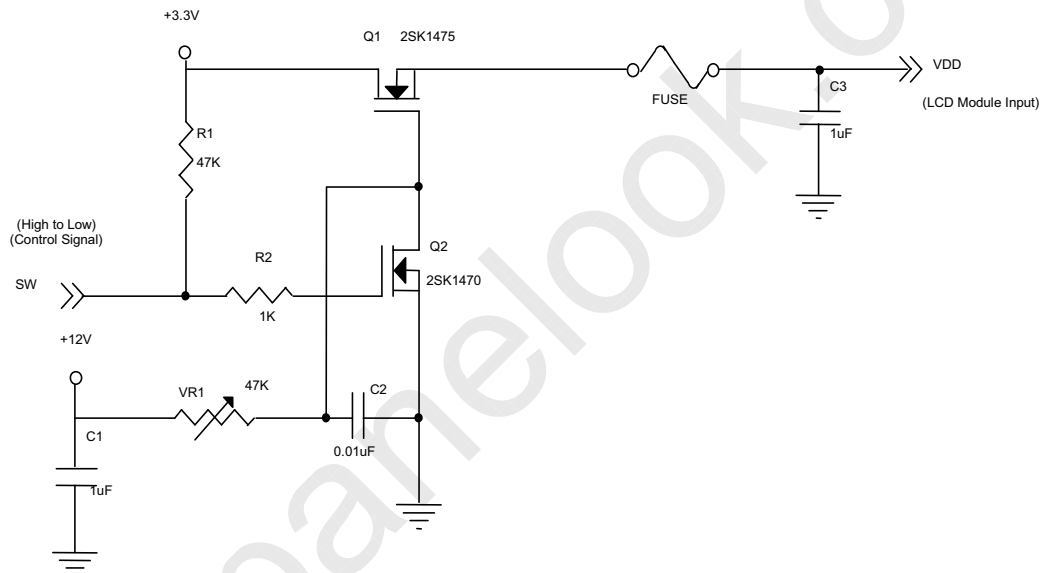 +3.3V
Q1 2SK1475
FUSE
C3
1uF
VDD
(LCD Module Input)
R1
47K
(High to Low)
(Control Signal)
SW
R2
1K
Q2
2SK1470
+12V
VR1
47K
C1
1uF
C2
0.01uF
panelook.